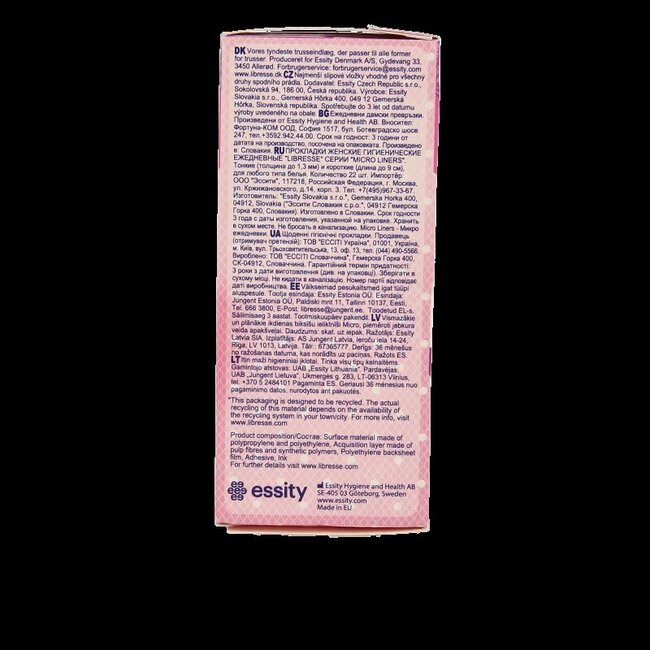 DK Vores tyndeste trusseindlæg, der passer til alle former
for trusser. Produceret for Essity Denmark A/S, Gydevang 33,
3450 Allerød. Forbrugerservice: forbrugerservice@essity.com
www.libresse.dk CZ Nejmenší slipové vložky vhodné pro všechny
druhy spodního prádla. Dodavatel: Essity Czech Republic s.r.o.,
Sokolovská 94, 186 00, Česká republika. Výrobce: Essity
Slovakia s.r.o., Gemerská Hôrka 400, 049 12 Gemerská
Hôrka, Slovenská republika. Spotřebujte do 3 let od datumu
výroby uvedeného na obale. BG Ежедневни дамски превръзки.
Произведени от Essity Hygiene and Health AB. Вносител:
Фортуна-КОМ ООД, София 1517, бул. Ботевградско шосе
247, тел.+3592.942.44.00. Срок на годност: 3 години от
датата на производство, посочена на опаковката. Произведено
в: Словакия. RU ПРОКЛАДКИ ЖЕНСКИЕ ГИГИЕНИЧЕСКИЕ
ЕЖЕДНЕВНЫЕ "LIBRESSE" СЕРИИ "MICRO LINERS".
Тонкие (толщина до 1,3 мм) и короткие (длина до 9 см),
для любого типа белья. Количество 22 шт. Импортёр:
ООО "Эссити", 117218, Российская Федерация, г. Москва,
ул. Кржижановского, д.14, корп. 3. Тел. +7(495)967-33-67.
Изготовитель: "Essity Slovakia s.r.o.", Gemerska Horka 400,
04912, Slovakia ("Эссити Словакия с.р.о.", 04912 Гемерска
Горка 400, Словакия). Изготовлено в Словакии. Срок годности
3 года с даты изготовления, указанной на упаковке. Хранить
в сухом месте. Не бросать в канализацию. Micro Liners - Микро
ежедневки. UA Щоденні гігієнічні прокладки. Продавець
(отримувач претензій): ТОВ "ЕССІТІ Україна", 01001, Україна,
м. Київ, вул. Трьохсвятительська, 13, оф. 13, тел. (044) 490-5566.
Вироблено: ТОВ "ЕССІТІ Словаччина", Гемерска Горка 400,
СК-04912, Словаччина. Гарантійний термін придатності:
3 роки з дати виготовлення (див. на упаковці). Зберігати в
сухому місці. Не кидати в каналізацію. Номер партії відповідає
даті виробництва. EE Väikseimad pesukaitsmed igat tüüpi
aluspesule. Tootja esindaja: Essity Estonia OÜ. Esindaja:
Jungent Estonia OÜ, Paldiski mnt 11, Tallinn 10137, Eesti,
Tel. 666 3800, E-Post: libresse@jungent.ee. Toodetud EL-s.
Säilimisaeg 3 aastat. Tootmiskuupäev pakendil. LV Vismazākie
un plānākie ikdienas biksīšu ieliktnīši Micro, piemēroti jebkura
veida apakšveļai. Daudzums: skat. uz iepak. Ražotājs: Essity
Latvia SIA. Izplatītājs: AS Jungent Latvia, Ieroču iela 14-24,
Rīga, LV 1013, Latvija. Tālr.: 67365777. Derīgs: 36 mēnešus
no ražošanas datuma, kas norādīts uz paciņas. Ražots ES.
LT Itin maži higieniniai įklotai. Tinka visų tipų kelnaitėms.
Gamintojo atstovas: UAB „Essity Lithuania". Pardavėjas:
UAB „Jungent Lietuva", Ukmergės g. 283, LT-06313 Vilnius,
tel. +370 5 2484101 Pagaminta ES. Geriausi 36 mėnesius nuo
pagaminimo datos, nurodytos ant pakuotės.
*This packaging is designed to be recycled. The actual
recycling of this material depends on the availability of
the recycling system in your town/city. For more info, visit
www.libresse.com
Product composition/Состав: Surface material made of
polypropylene and polyethylene, Acquisition layer made of
pulp fibres and synthetic polymers, Polyethylene backsheet
film, Adhesive, Ink
For further details visit www.libresse.com
essity
Essity Hygiene and Health AB
SE-405 03 Göteborg, Sweden
www.essity.com
Made in EU